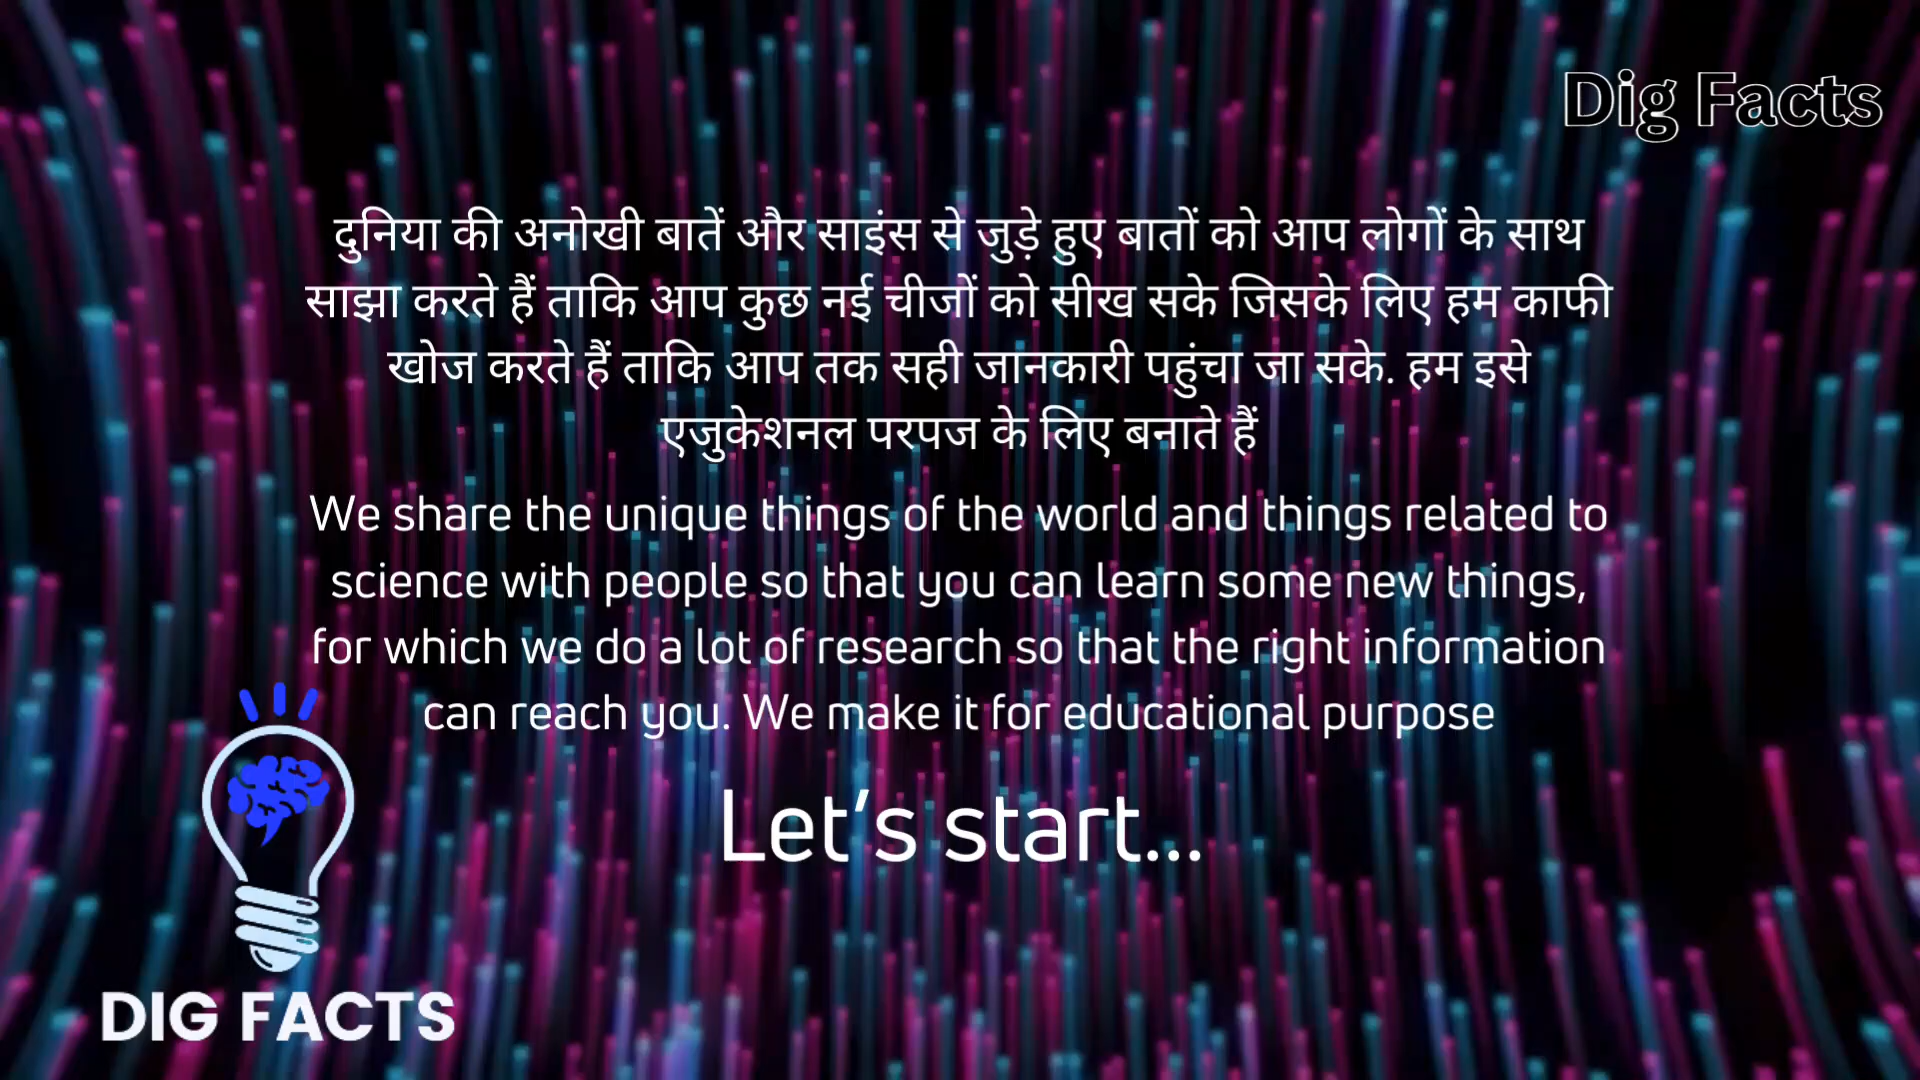 Dig Facts
दुनिया की अनोखी बातें और साइंस से जुड़े हुए बातों को आप लोगों के साथ
साझा करते हैं ताकि आप कुछ नई चीजों को सीख सके जिसके लिए हम काफी
खोज करते हैं ताकि आप तक सही जानकारी पहुंचा जा सके. हम इसे
एजुकेशनल परपज के लिए बनाते हैं
We share the unique things of the world and things related to
science with people so that you can learn some new things,
for which we do a lot of research so that the right information
can reach you. We make it for educational purpose
Let's start...
DIG FACTS